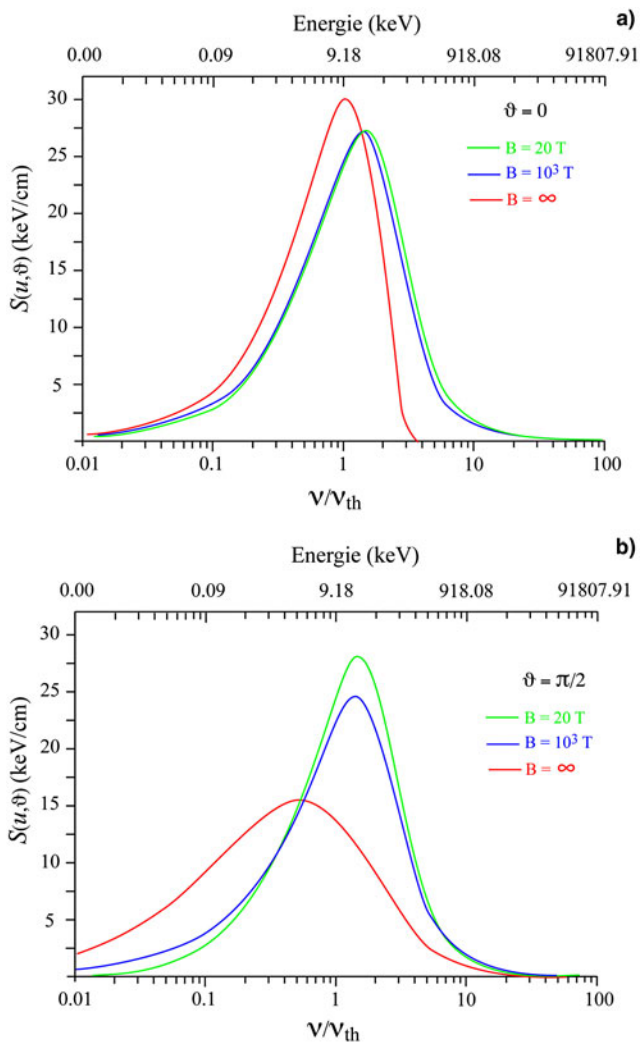 Energie (keV)
a)
0.00 0.09 9.18 918.08 91807.91
ϑ = 0
B = 20 T
B = 10³ T
B = ∞
S(u,ϑ) (keV/cm)
30
25
20
15
10
5
0.01 0.1 1 10 100
ν/νth
b)
Energie (keV)
0.00 0.09 9.18 918.08 91807.91
ϑ = π/2
B = 20 T
B = 10³ T
B = ∞
S(u,ϑ) (keV/cm)
30
25
20
15
10
5
0.01 0.1 1 10 100
ν/νth